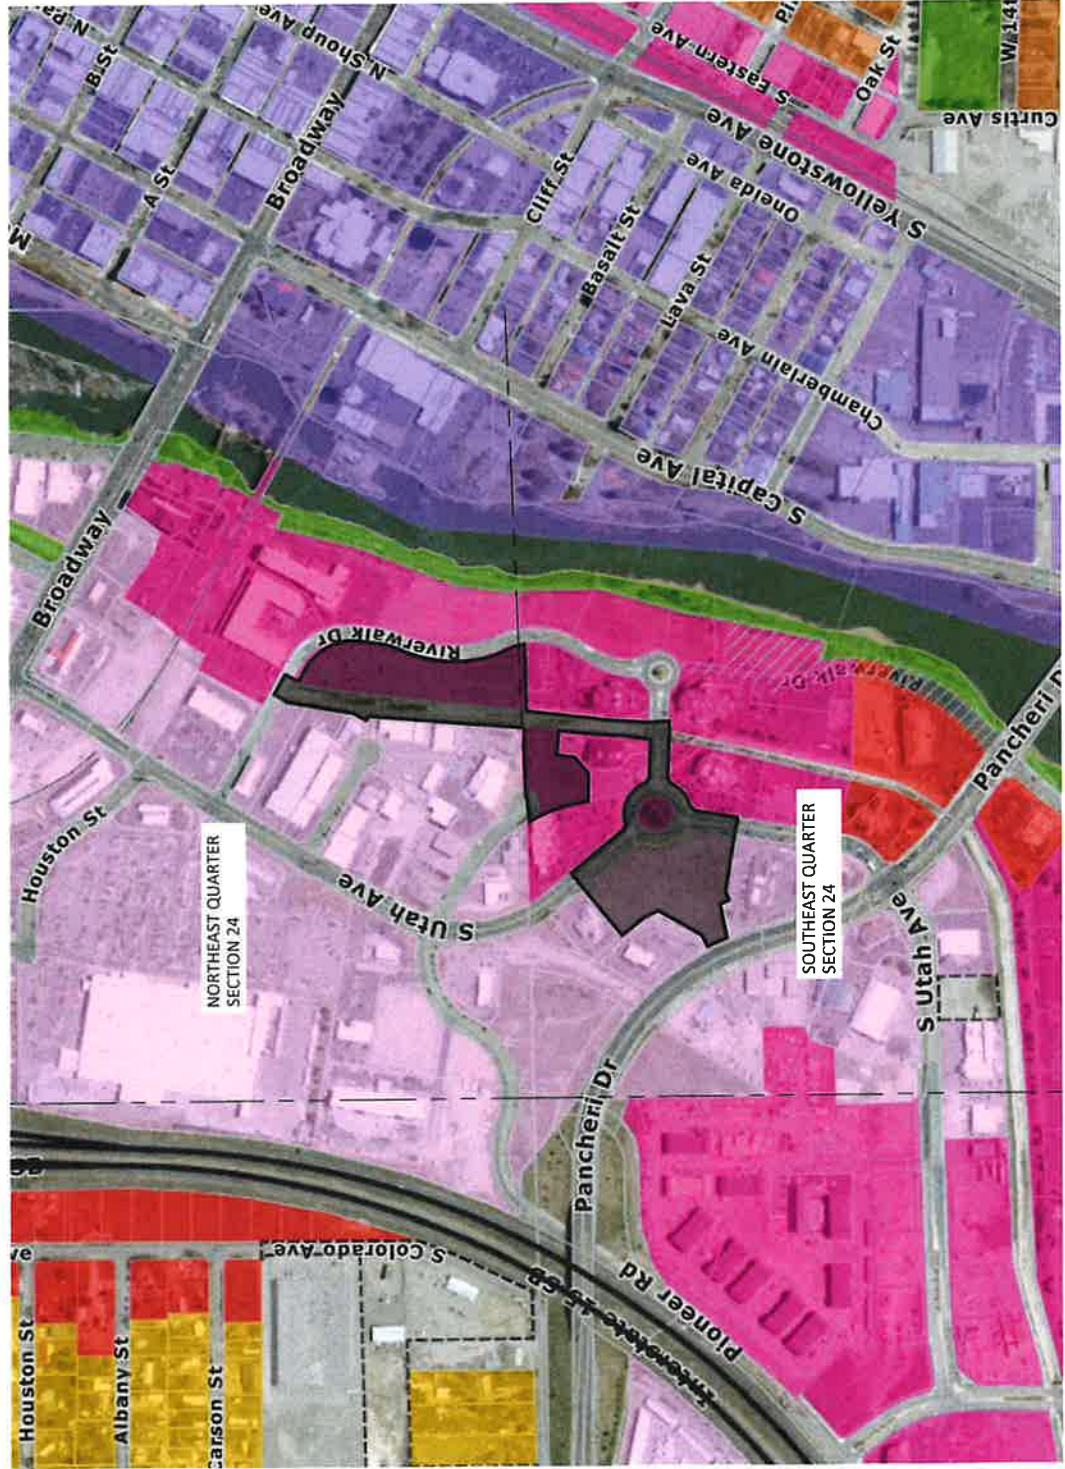 B St
A St
N Shoup Ave
Broadway
Cliff St
S Eastern Ave
Oak St
W 14t
Curtis Ave
S Yellowstone Ave
Oneida Ave
Basalt St
Lava St
Chamberlain Ave
S Capital Ave
Broadway
Houston St
Riverwalk Dr
Riverwalk Dr
Pancheri D
S Utah Ave
NORTHEAST QUARTER
SECTION 24
SOUTHEAST QUARTER
SECTION 24
S Utah Ave
Pancheri Dr
Pioneer Rd
Interstate 15 SB
S Colorado Ave
Houston St
Albany St
arson St